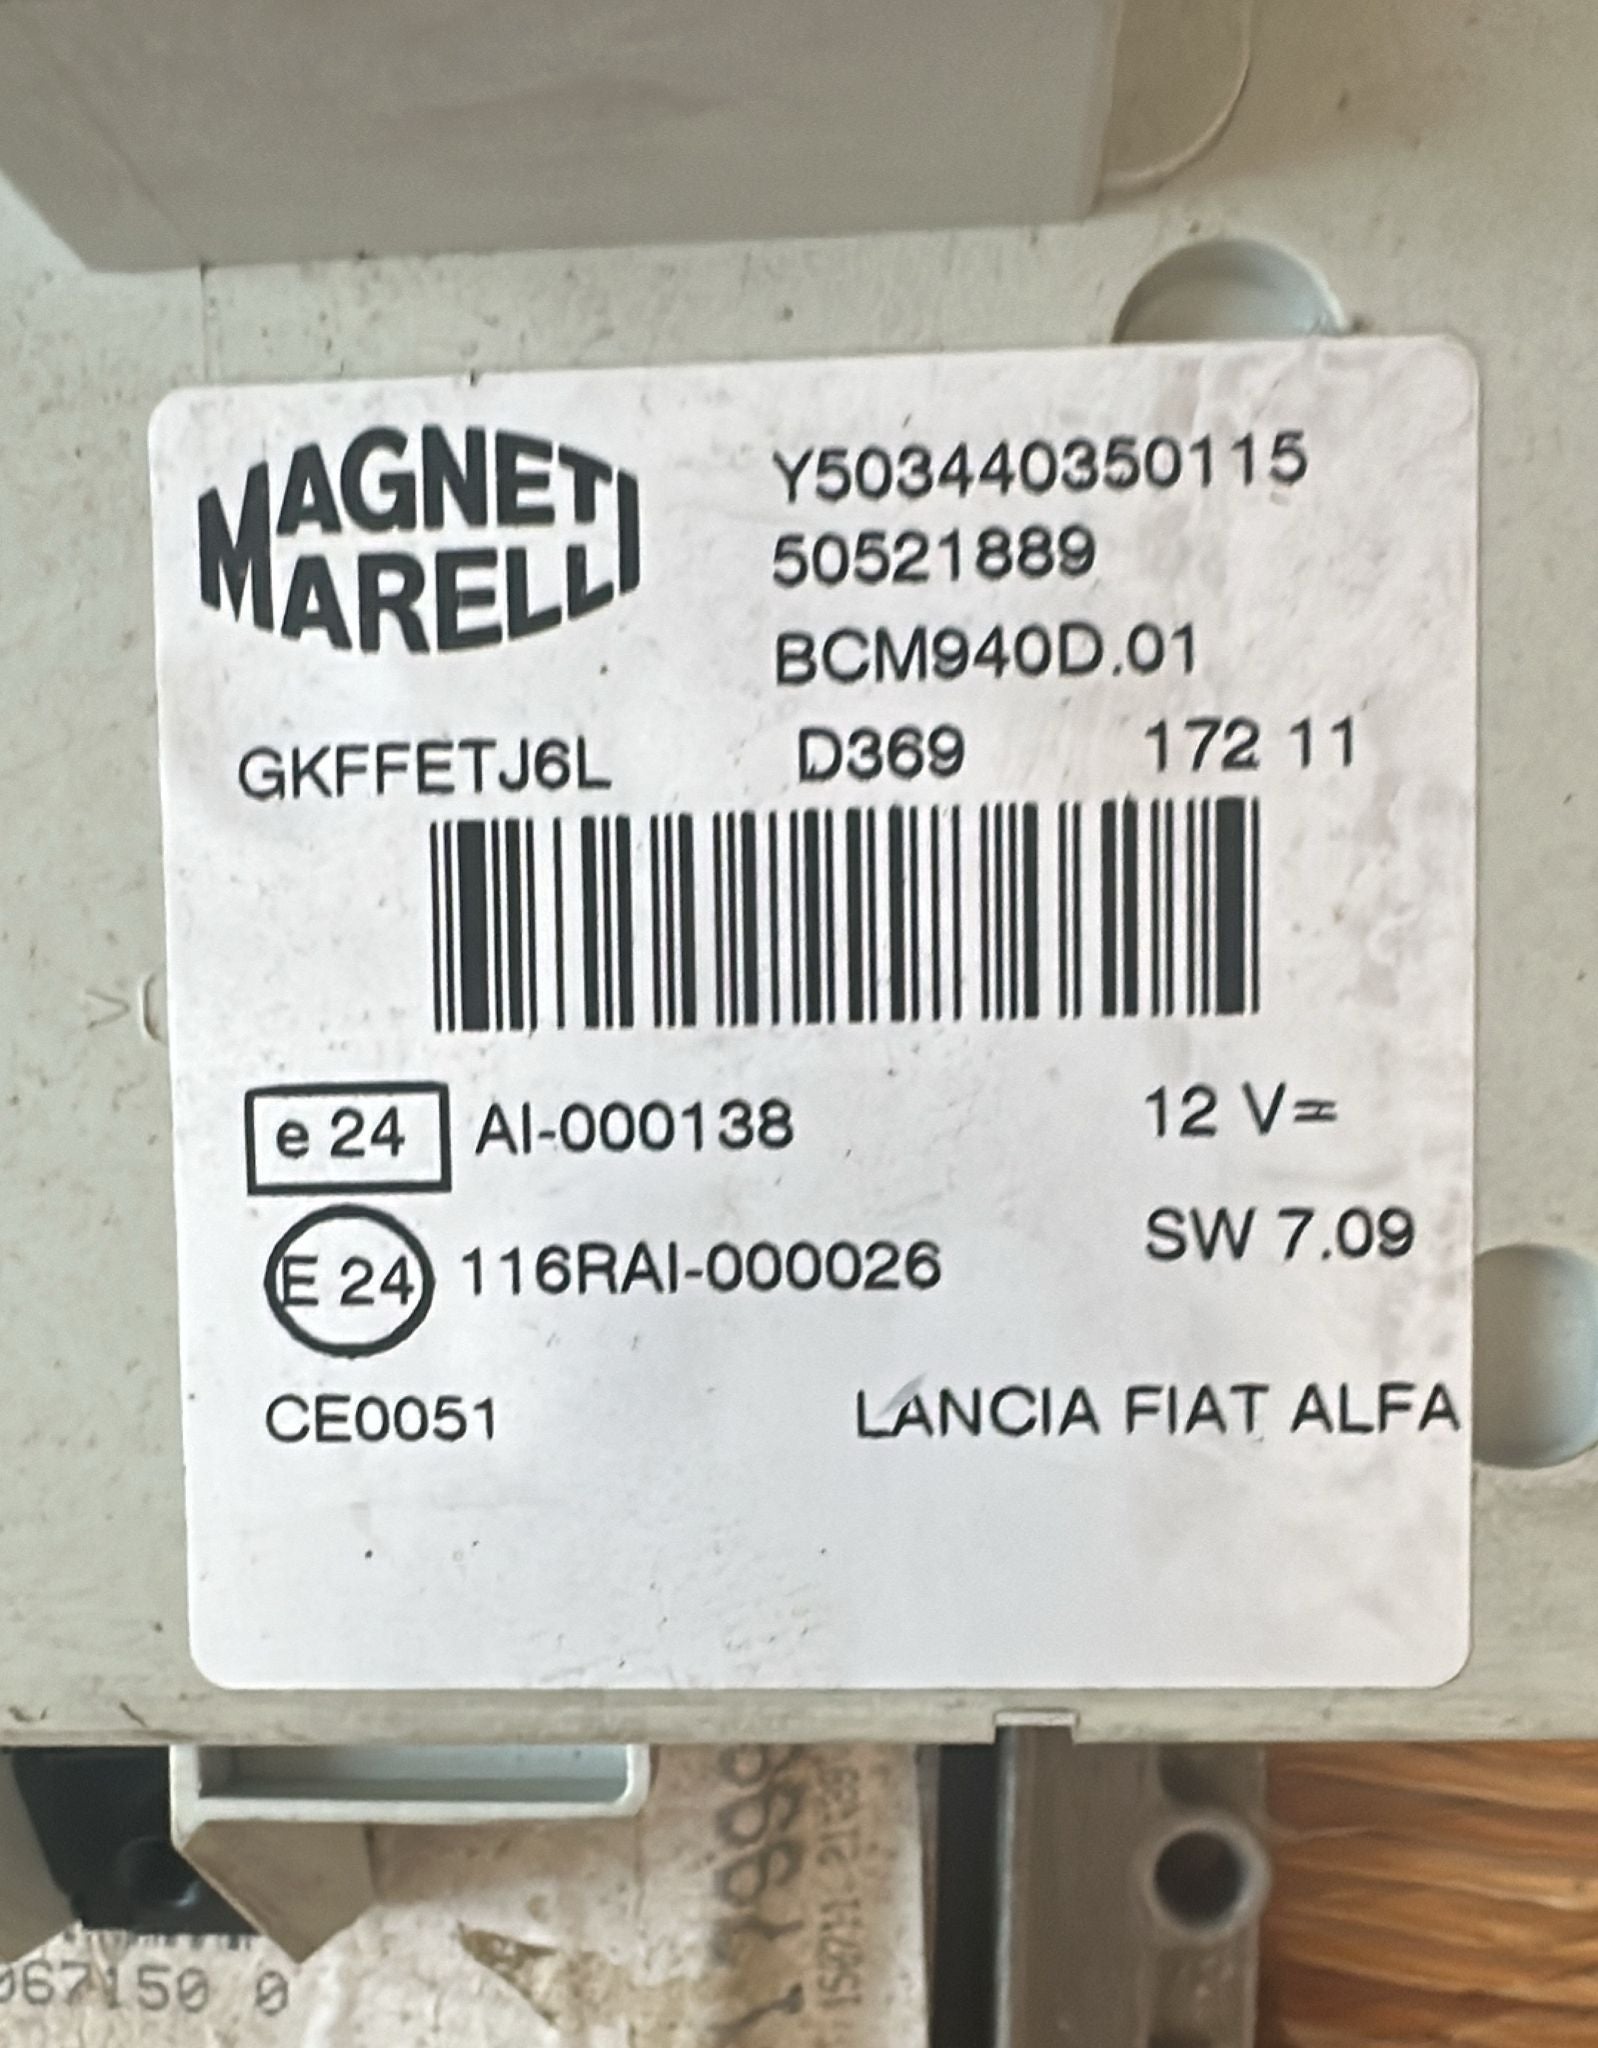 MAGNETI
MARELLI
Y503440350115
50521889
BCM940D.01
GKFFETJ6L D369 172 11
e 24 AI-000138 12 V=
E 24 116RAI-000026 SW 7.09
CE0051 LANCIA FIAT ALFA
067150 0